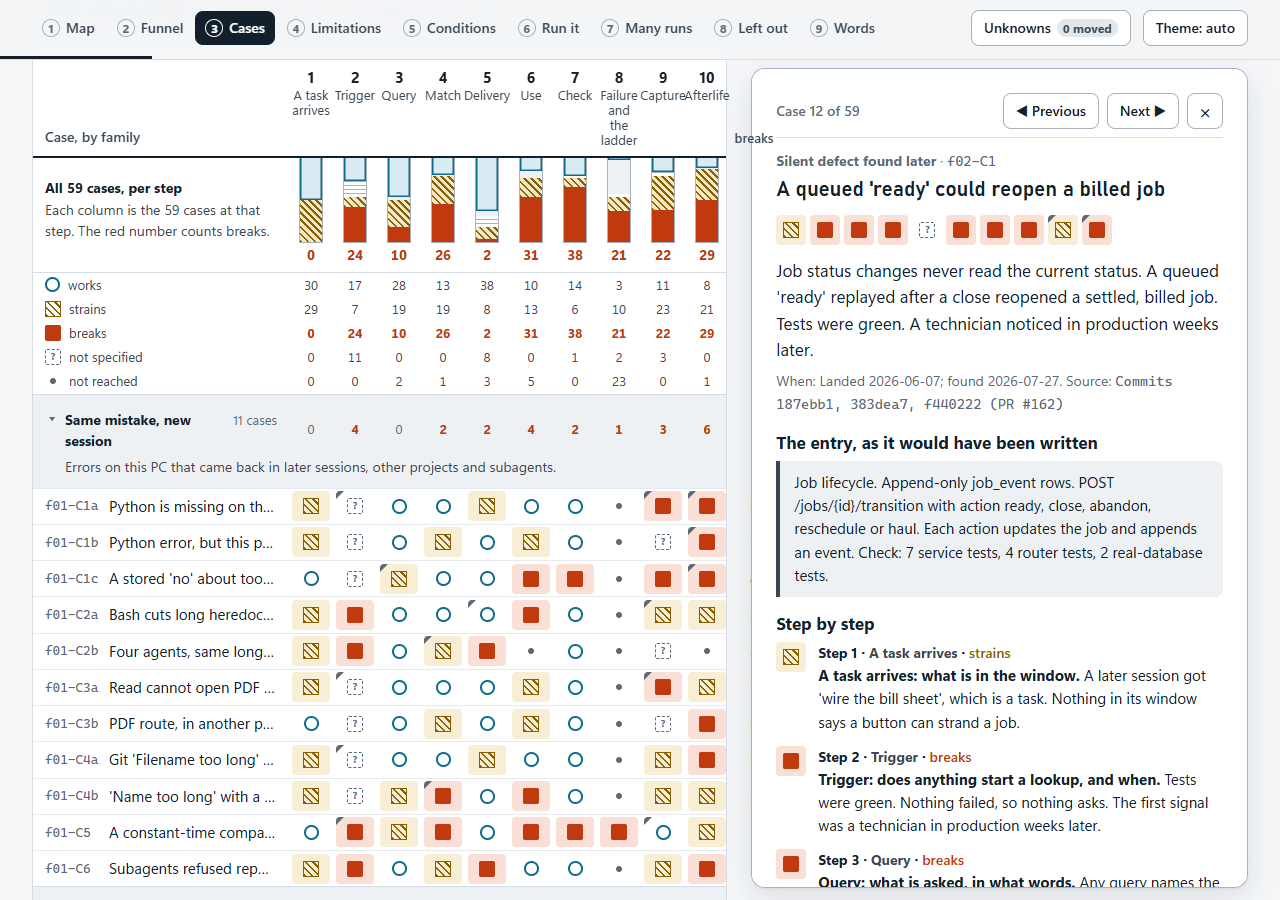 1 Map 2 Funnel 3 Cases 4 Limitations 5 Conditions 6 Run it 7 Many runs 8 Left out 9 Words Unknowns 0 moved Theme: auto
1 2 3 4 5 6 7 8 9 10
A task arrives Trigger Query Match Delivery Use Check Failure and the ladder Capture Afterlife
Case, by family
breaks
All 59 cases, per step
Each column is the 59 cases at that
step. The red number counts breaks.
0 24 10 26 2 31 38 21 22 29
works 30 17 28 13 38 10 14 3 11 8
strains 29 7 19 19 8 13 6 10 23 21
breaks 0 24 10 26 2 31 38 21 22 29
? not specified 0 11 0 0 8 0 1 2 3 0
not reached 0 0 2 1 3 5 0 23 0 1
Same mistake, new session 11 cases 0 4 0 2 2 4 2 1 3 6
Errors on this PC that came back in later sessions, other projects and subagents.
f01-C1a Python is missing on th... ?
f01-C1b Python error, but this p... ? ?
f01-C1c A stored 'no' about too... ?
f01-C2a Bash cuts long heredoc...
f01-C2b Four agents, same long... ?
f01-C3a Read cannot open PDF ... ?
f01-C3b PDF route, in another p... ? ?
f01-C4a Git 'Filename too long' ... ?
f01-C4b 'Name too long' with a ... ?
f01-C5 A constant-time compa...
f01-C6 Subagents refused rep...
Case 12 of 59 ◀ Previous Next ▶ ×
Silent defect found later · f02-C1
A queued 'ready' could reopen a billed job
?
Job status changes never read the current status. A queued
'ready' replayed after a close reopened a settled, billed job.
Tests were green. A technician noticed in production weeks
later.
When: Landed 2026-06-07; found 2026-07-27. Source: Commits
187ebb1, 383dea7, f440222 (PR #162)
The entry, as it would have been written
Job lifecycle. Append-only job_event rows. POST
/jobs/{id}/transition with action ready, close, abandon,
reschedule or haul. Each action updates the job and appends
an event. Check: 7 service tests, 4 router tests, 2 real-database
tests.
Step by step
Step 1 · A task arrives · strains
A task arrives: what is in the window. A later session got
'wire the bill sheet', which is a task. Nothing in its window
says a button can strand a job.
Step 2 · Trigger · breaks
Trigger: does anything start a lookup, and when. Tests
were green. Nothing failed, so nothing asks. The first signal
was a technician in production weeks later.
Step 3 · Query · breaks
Query: what is asked, in what words. Any query names the